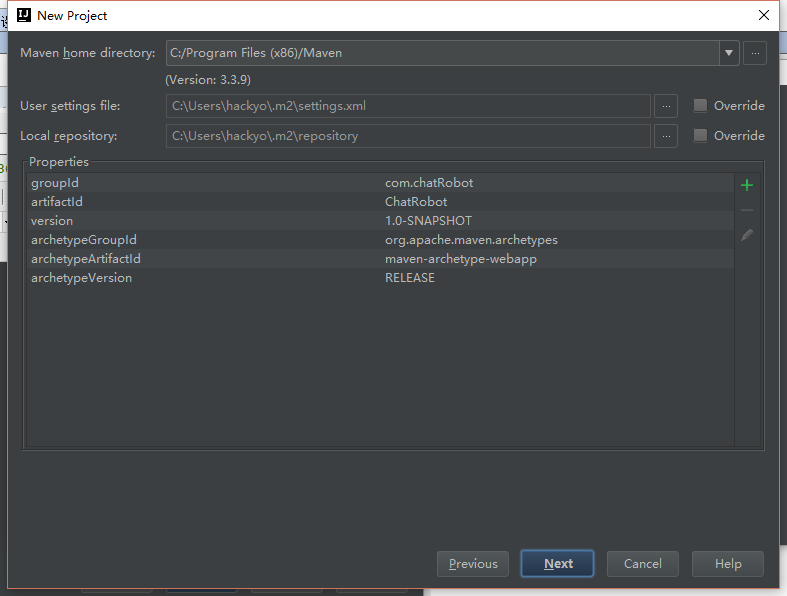 New Project
Maven home directory: C:/Program Files (x86)/Maven ...
(Version: 3.3.9)
User settings file: C:\Users\hackyo\.m2\settings.xml ... Override
Local repository: C:\Users\hackyo\.m2\repository ... Override
Properties
groupId com.chatRobot
artifactId ChatRobot
version 1.0-SNAPSHOT
archetypeGroupId org.apache.maven.archetypes
archetypeArtifactId maven-archetype-webapp
archetypeVersion RELEASE
Previous Next Cancel Help